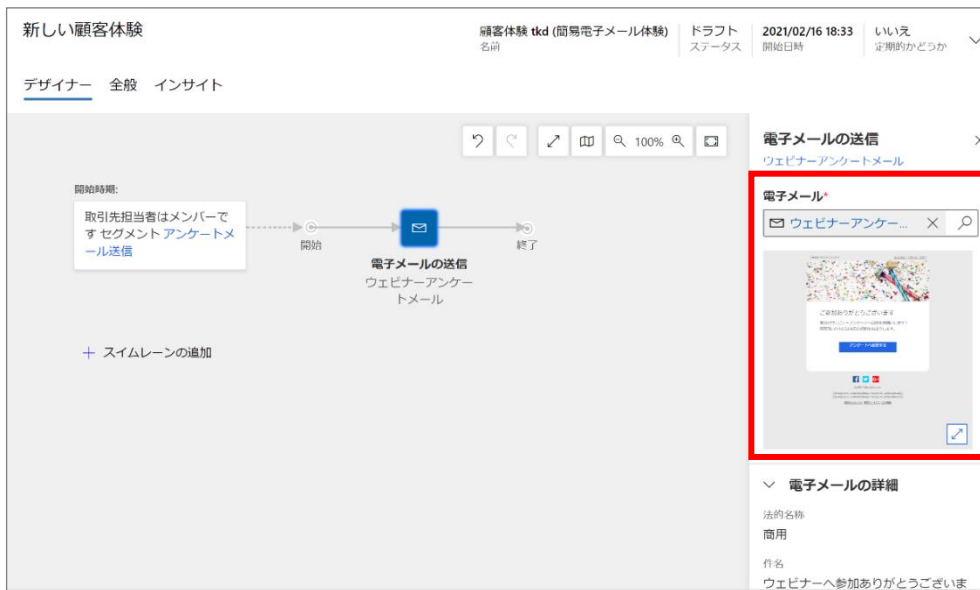 新しい顧客体験
顧客体験 tkd (簡易電子メール体験)
名前
ドラフト
ステータス
2021/02/16 18:33
開始日時
いいえ
定期的かどうか
デザイナー 全般 インサイト
100%
開始時期:
取引先担当者はメンバーで
す セグメント アンケートメ
ール送信
開始
終了
電子メールの送信
ウェビナーアンケー
トメール
+ スイムレーンの追加
電子メールの送信
ウェビナーアンケートメール
電子メール*
ウェビナーアンケー...
ご参加ありがとうございます
アンケートへ回答する
電子メールの詳細
法的名称
商用
件名
ウェビナーへ参加ありがとうございま